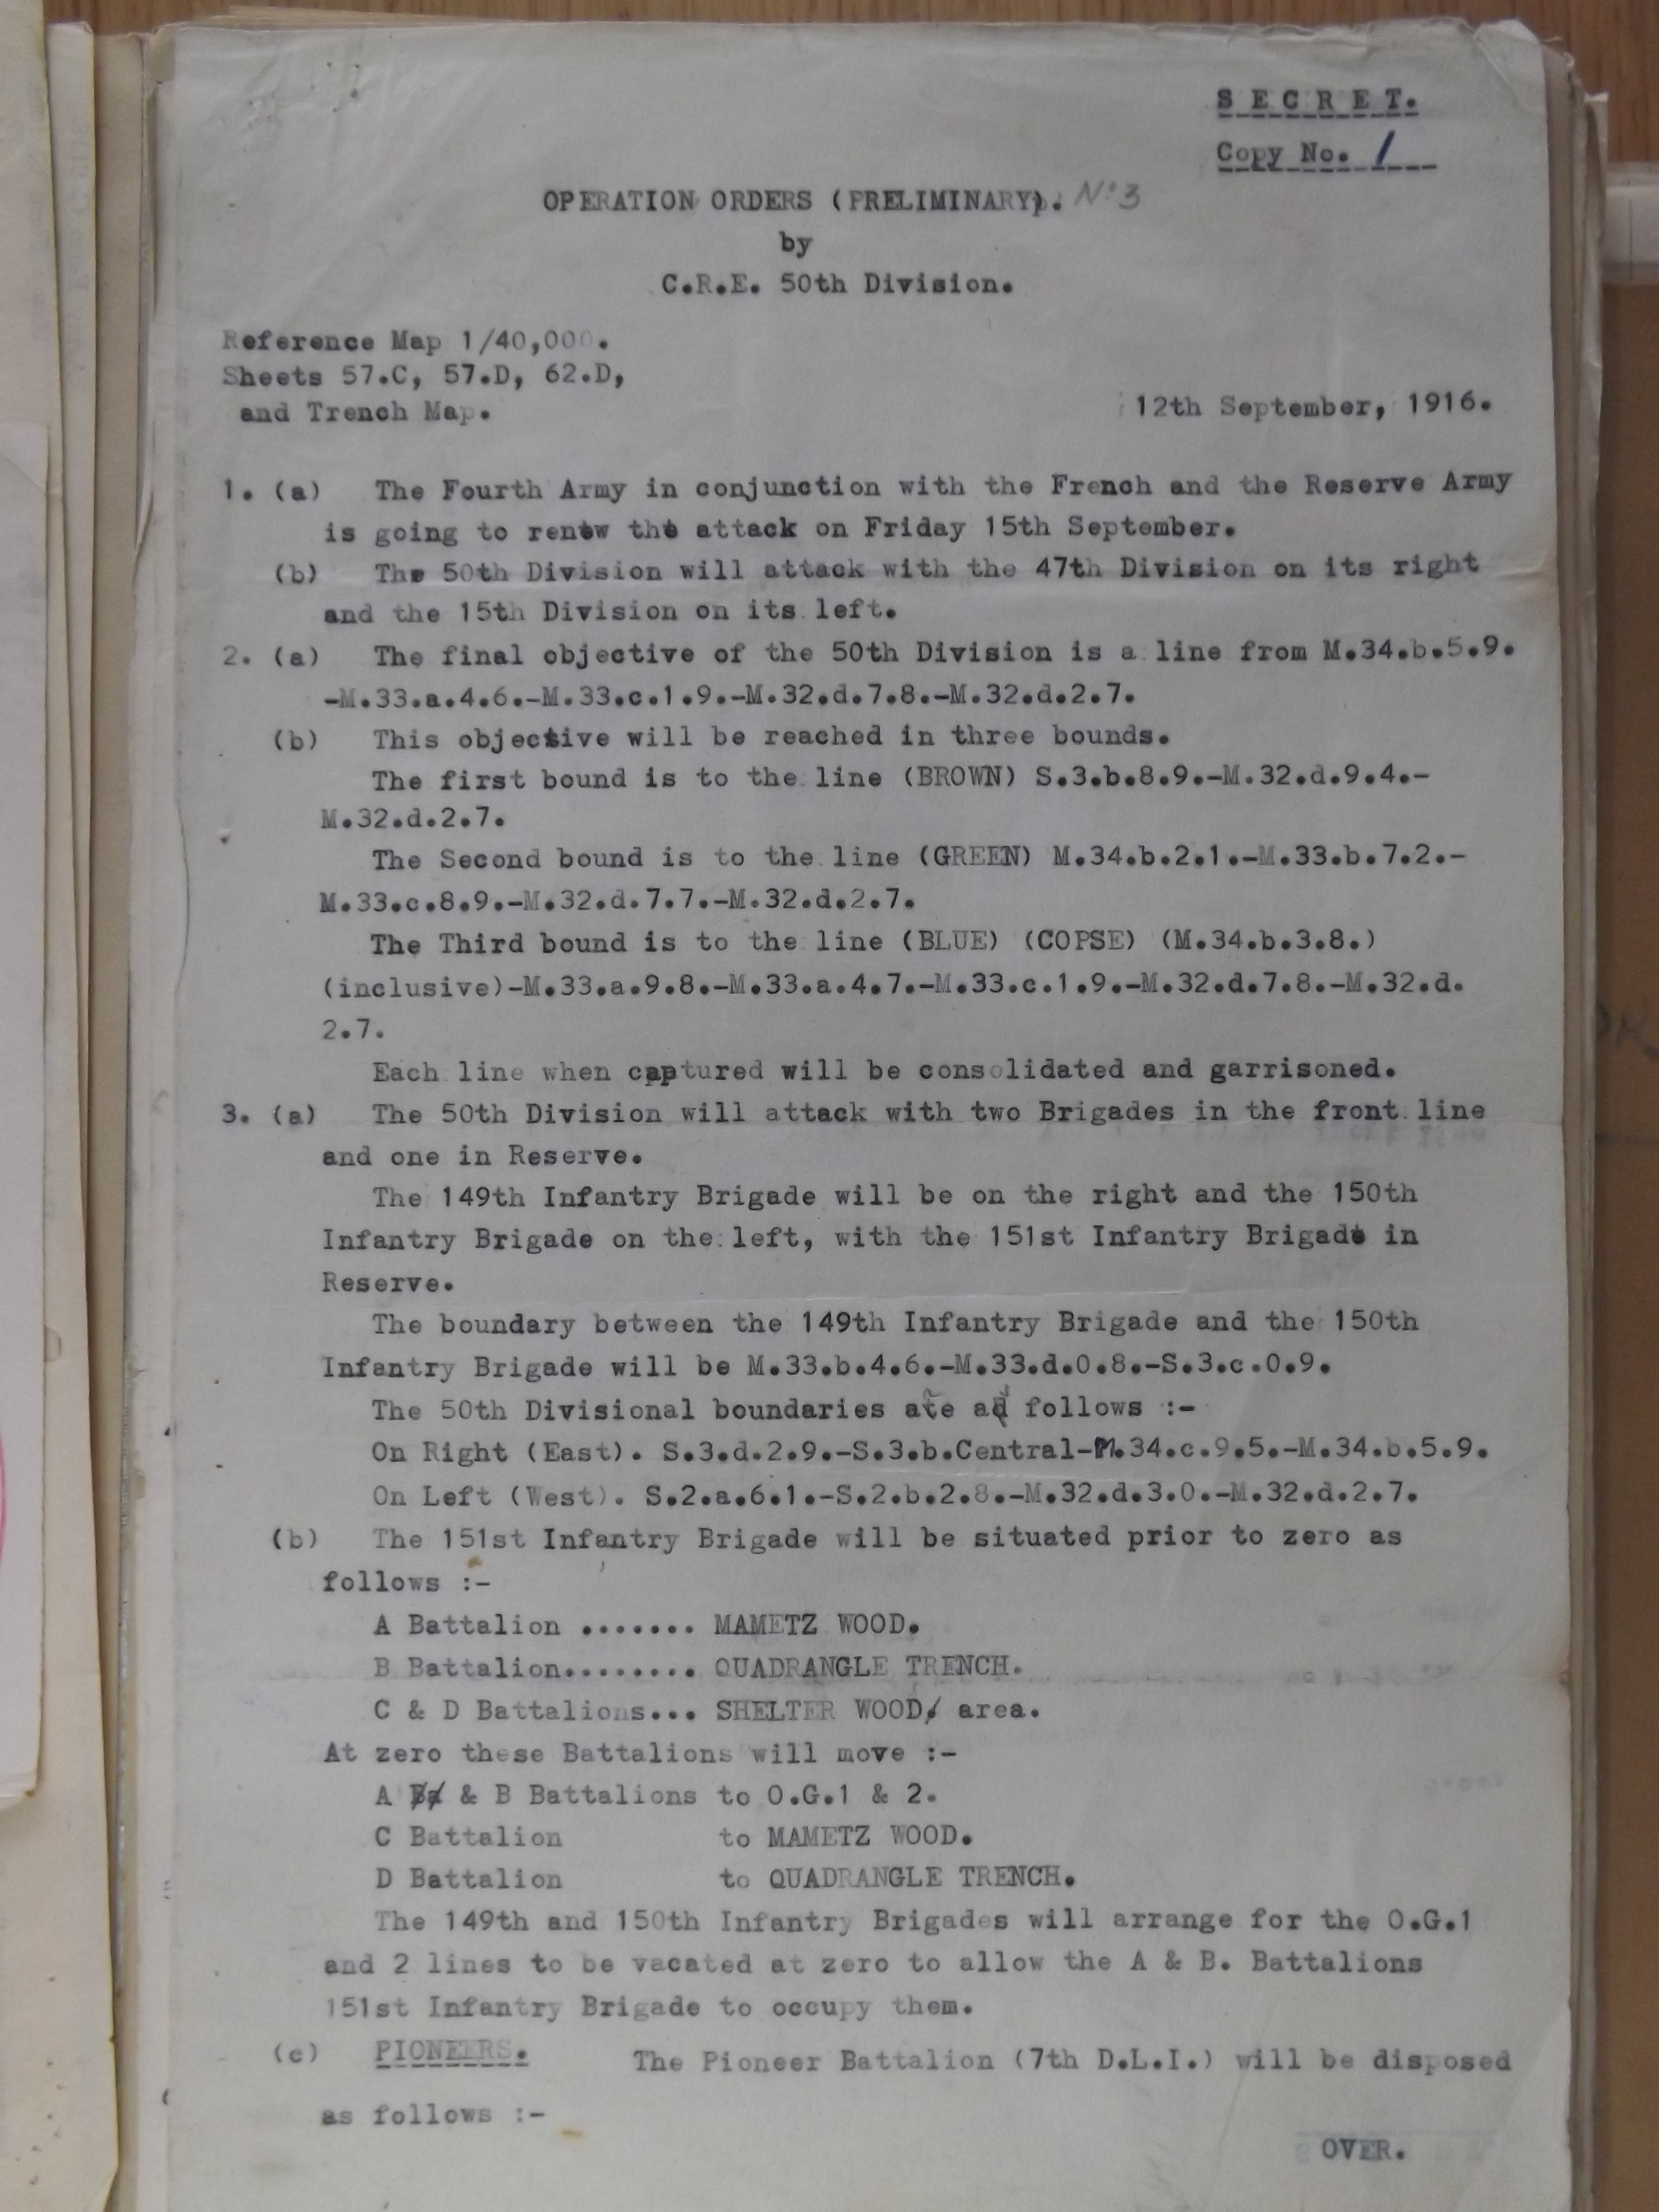 SECRET.
Copy No. 1
OPERATION ORDERS (PRELIMINARY). No 3
by
C.R.E. 50th Division.
Reference Map 1/40,000.
Sheets 57.C, 57.D, 62.D,
and Trench Map.
12th September, 1916.
1. (a) The Fourth Army in conjunction with the French and the Reserve Army
is going to renew the attack on Friday 15th September.
(b) The 50th Division will attack with the 47th Division on its right
and the 15th Division on its left.
2. (a) The final objective of the 50th Division is a line from M.34.b.5.9.
-M.33.a.4.6.-M.33.c.1.9.-M.32.d.7.8.-M.32.d.2.7.
(b) This objective will be reached in three bounds.
The first bound is to the line (BROWN) S.3.b.8.9.-M.32.d.9.4.-
M.32.d.2.7.
The Second bound is to the line (GREEN) M.34.b.2.1.-M.33.b.7.2.-
M.33.c.8.9.-M.32.d.7.7.-M.32.d.2.7.
The Third bound is to the line (BLUE) (COPSE) (M.34.b.3.8.)
(inclusive)-M.33.a.9.8.-M.33.a.4.7.-M.33.c.1.9.-M.32.d.7.8.-M.32.d.
2.7.
Each line when captured will be consolidated and garrisoned.
3. (a) The 50th Division will attack with two Brigades in the front line
and one in Reserve.
The 149th Infantry Brigade will be on the right and the 150th
Infantry Brigade on the left, with the 151st Infantry Brigade in
Reserve.
The boundary between the 149th Infantry Brigade and the 150th
Infantry Brigade will be M.33.b.4.6.-M.33.d.0.8.-S.3.c.0.9.
The 50th Divisional boundaries are as follows :-
On Right (East). S.3.d.2.9.-S.3.b.Central-M.34.c.9.5.-M.34.b.5.9.
On Left (West). S.2.a.6.1.-S.2.b.2.8.-M.32.d.3.0.-M.32.d.2.7.
(b) The 151st Infantry Brigade will be situated prior to zero as
follows :-
A Battalion ....... MAMETZ WOOD.
B Battalion........ QUADRANGLE TRENCH.
C & D Battalions... SHELTER WOOD area.
At zero these Battalions will move :-
A & B Battalions to O.G.1 & 2.
C Battalion to MAMETZ WOOD.
D Battalion to QUADRANGLE TRENCH.
The 149th and 150th Infantry Brigades will arrange for the O.G.1
and 2 lines to be vacated at zero to allow the A & B. Battalions
151st Infantry Brigade to occupy them.
(c) PIONEERS. The Pioneer Battalion (7th D.L.I.) will be disposed
as follows :-
OVER.